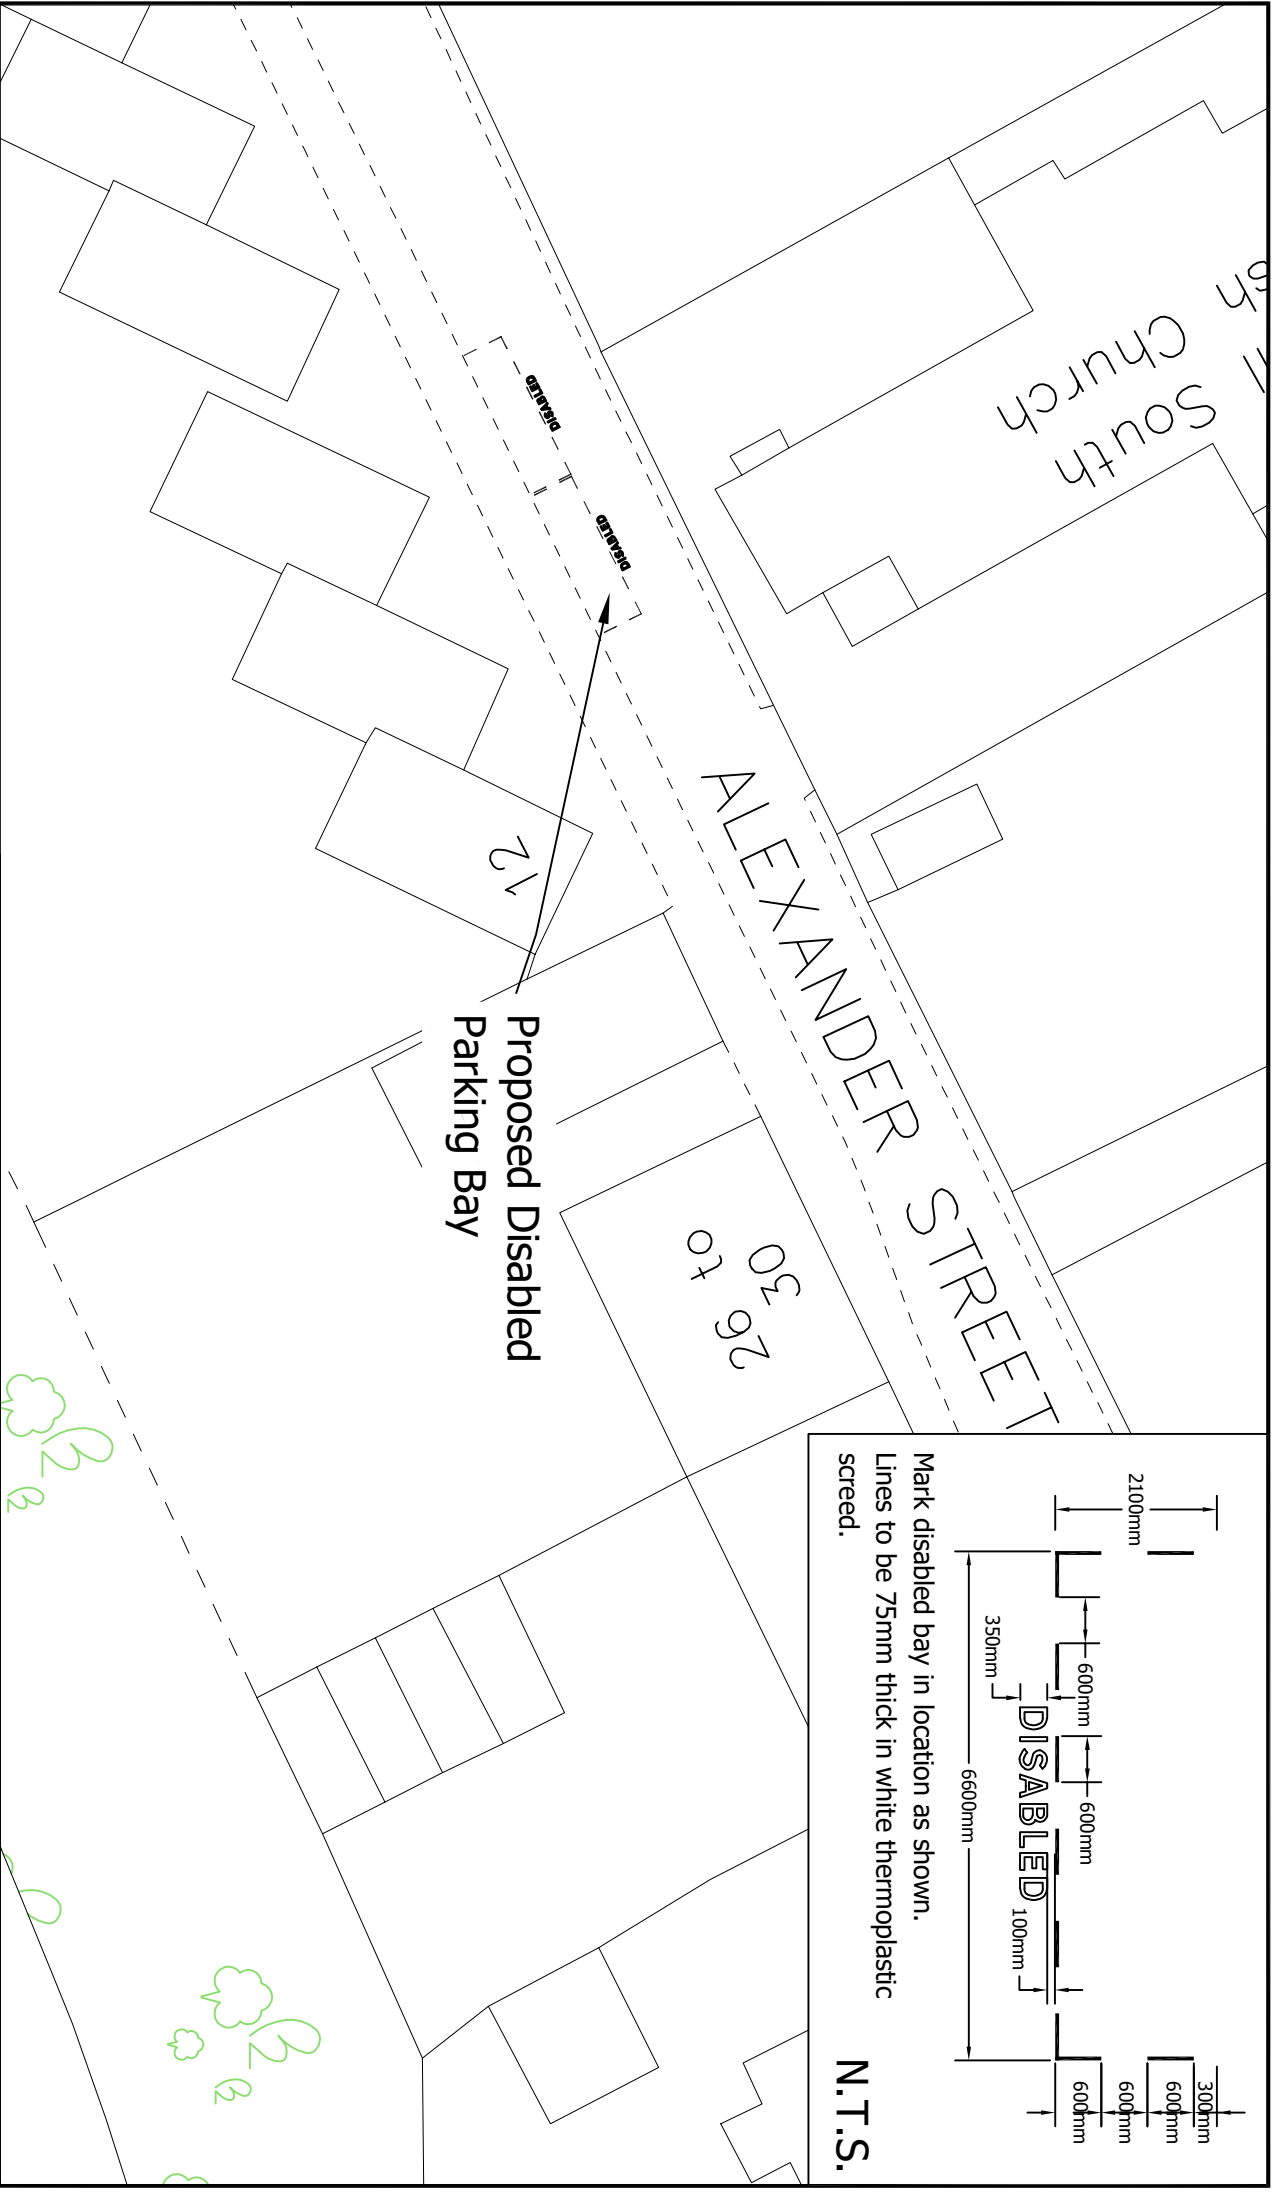 sh
ll
South
Church
DISABLED
DISABLED
ALEXANDER STREET
12
26 to
30
Proposed Disabled
Parking Bay
2100mm
600mm
600mm
350mm
DISABLED
100mm
6600mm
300mm
600mm
600mm
600mm
Mark disabled bay in location as shown.
Lines to be 75mm thick in white thermoplastic
screed.
N.T.S.